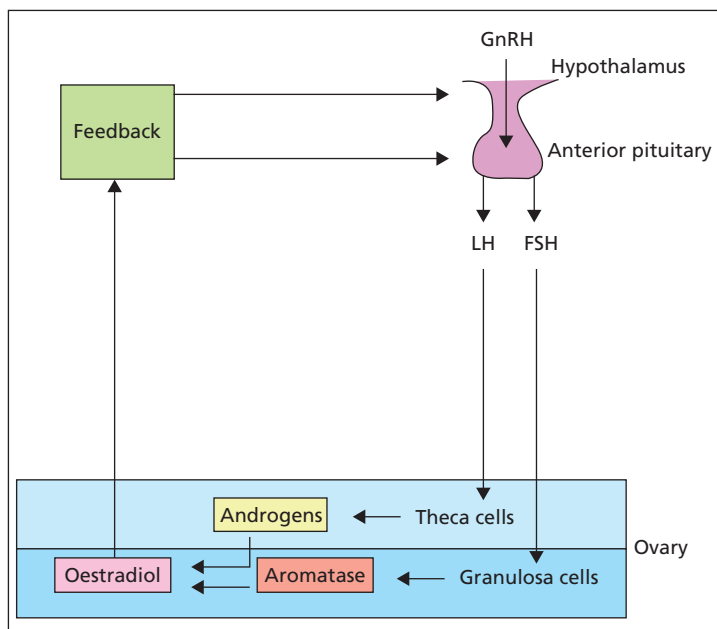 GnRH
Hypothalamus
Feedback
Anterior pituitary
LH FSH
Androgens
Theca cells
Ovary
Oestradiol
Aromatase
Granulosa cells